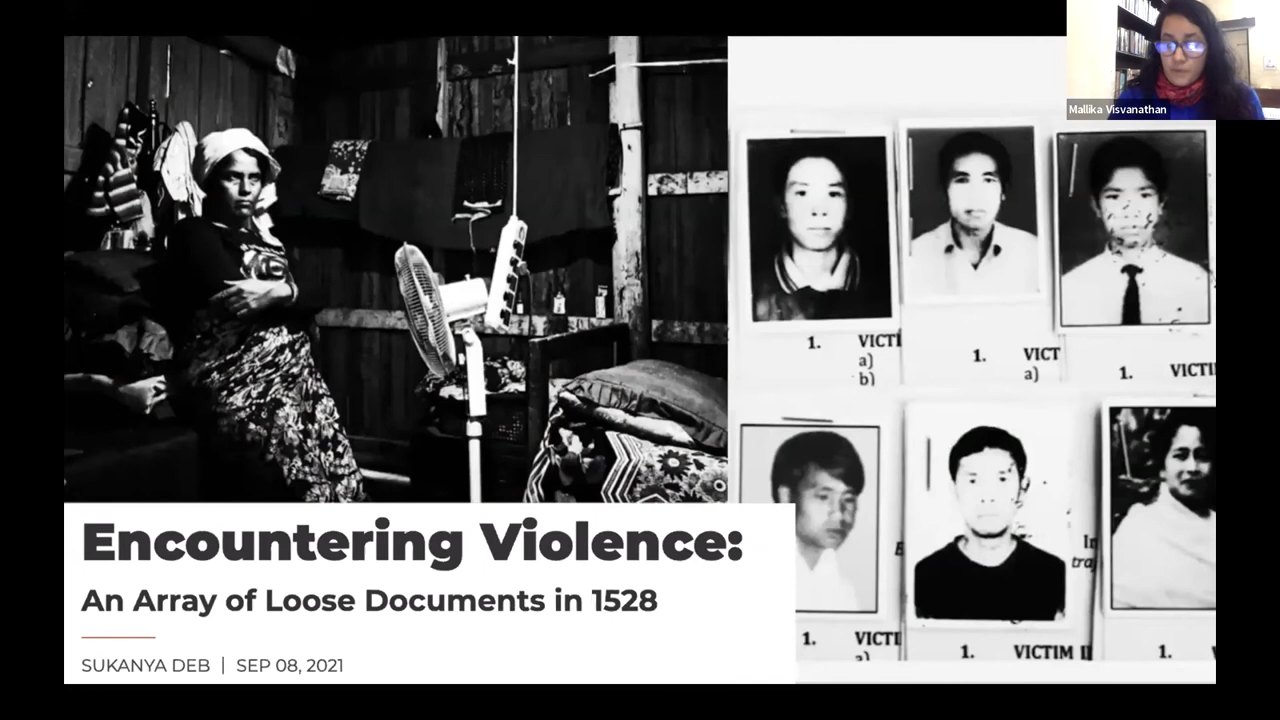 Mallika Visvanathan
1. VICTI
a)
b)
1. VICT
a)
1. VICTI
1. VICTI
1. VICTIM
1.
Encountering Violence:
An Array of Loose Documents in 1528
SUKANYA DEB | SEP 08, 2021